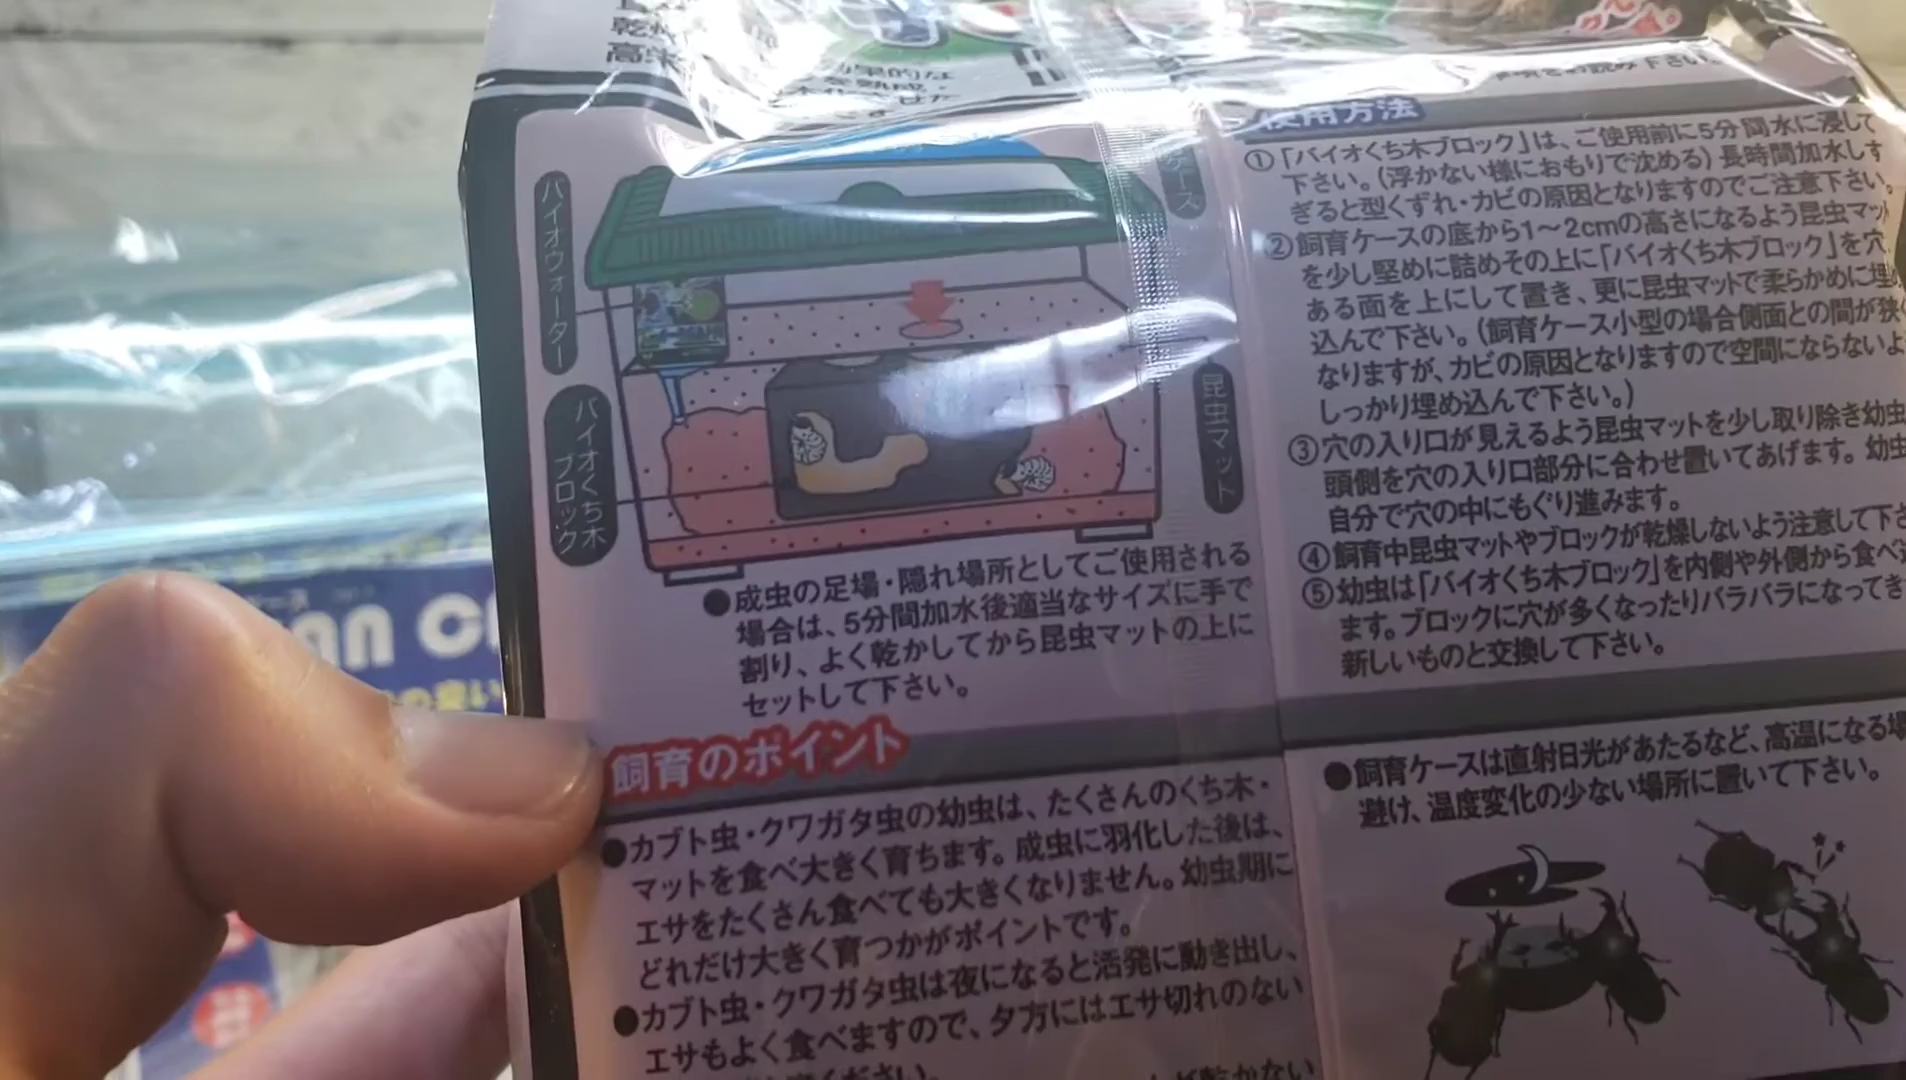 乾
高
効果的な
を熟成・
使用方法
①「バイオくち木ブロック」は、ご使用前に5分間水に浸して
下さい。(浮かない様におもりで沈める)長時間加水しす
ぎると型くずれ・カビの原因となりますのでご注意下さい。
②飼育ケースの底から1〜2cmの高さになるよう昆虫マット
を少し堅めに詰めその上に「バイオくち木ブロック」を穴
ある面を上にして置き、更に昆虫マットで柔らかめに埋め
込んで下さい。(飼育ケース小型の場合側面との間が狭く
なりますが、カビの原因となりますので空間にならないよ
しっかり埋め込んで下さい。)
③穴の入り口が見えるよう昆虫マットを少し取り除き幼虫
頭側を穴の入り口部分に合わせ置いてあげます。幼虫
自分で穴の中にもぐり進みます。
④飼育中昆虫マットやブロックが乾燥しないよう注意して下さ
⑤幼虫は「バイオくち木ブロック」を内側や外側から食べ進
ます。ブロックに穴が多くなったりバラバラになってき
新しいものと交換して下さい。
バイオウォーター
バイオくち木
ブロック
ケース
昆虫マット
●成虫の足場・隠れ場所としてご使用される
場合は、5分間加水後適当なサイズに手で
割り、よく乾かしてから昆虫マットの上に
セットして下さい。
飼育のポイント
●カブト虫・クワガタ虫の幼虫は、たくさんのくち木・
マットを食べ大きく育ちます。成虫に羽化した後は、
エサをたくさん食べても大きくなりません。幼虫期に
どれだけ大きく育つかがポイントです。
●カブト虫・クワガタ虫は夜になると活発に動き出し、
エサもよく食べますので、夕方にはエサ切れのない
ください。
乾かない
●飼育ケースは直射日光があたるなど、高温になる場
避け、温度変化の少ない場所に置いて下さい。